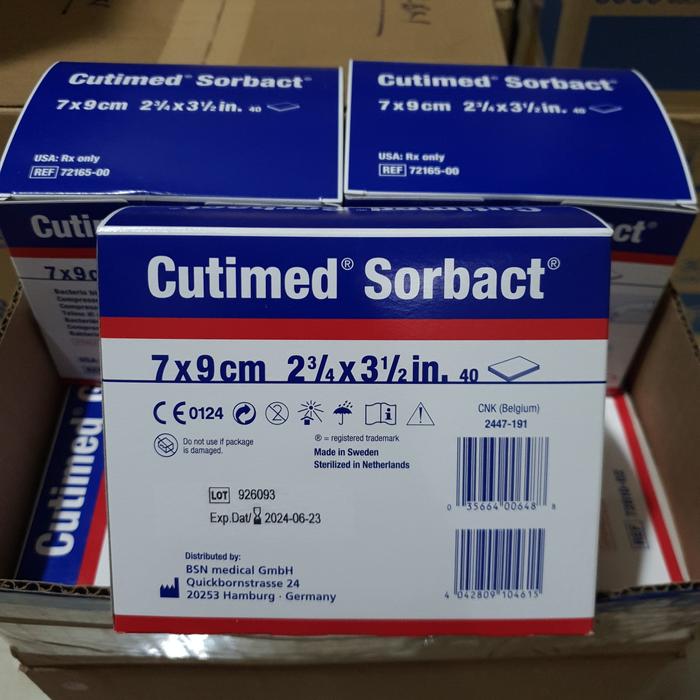 Cutimed® Sorbact®
7x9cm 2¾x3½in. 40
USA: Rx only
REF 72165-00
Cutimed® Sorbact®
7x9cm 2¾x3½in. 40
USA: Rx only
REF 72165-00
Cutimed® Sorbact®
7x9cm 2¾x3½in. 40
CE 0124
CNK (Belgium)
2447-191
Do not use if package
is damaged.
® = registered trademark
Made in Sweden
Sterilized in Netherlands
LOT 926093
Exp.Dat/ 2024-06-23
0 35664 00648 8
Distributed by:
BSN medical GmbH
Quickbornstrasse 24
20253 Hamburg · Germany
4 042809 104615
Cutimed